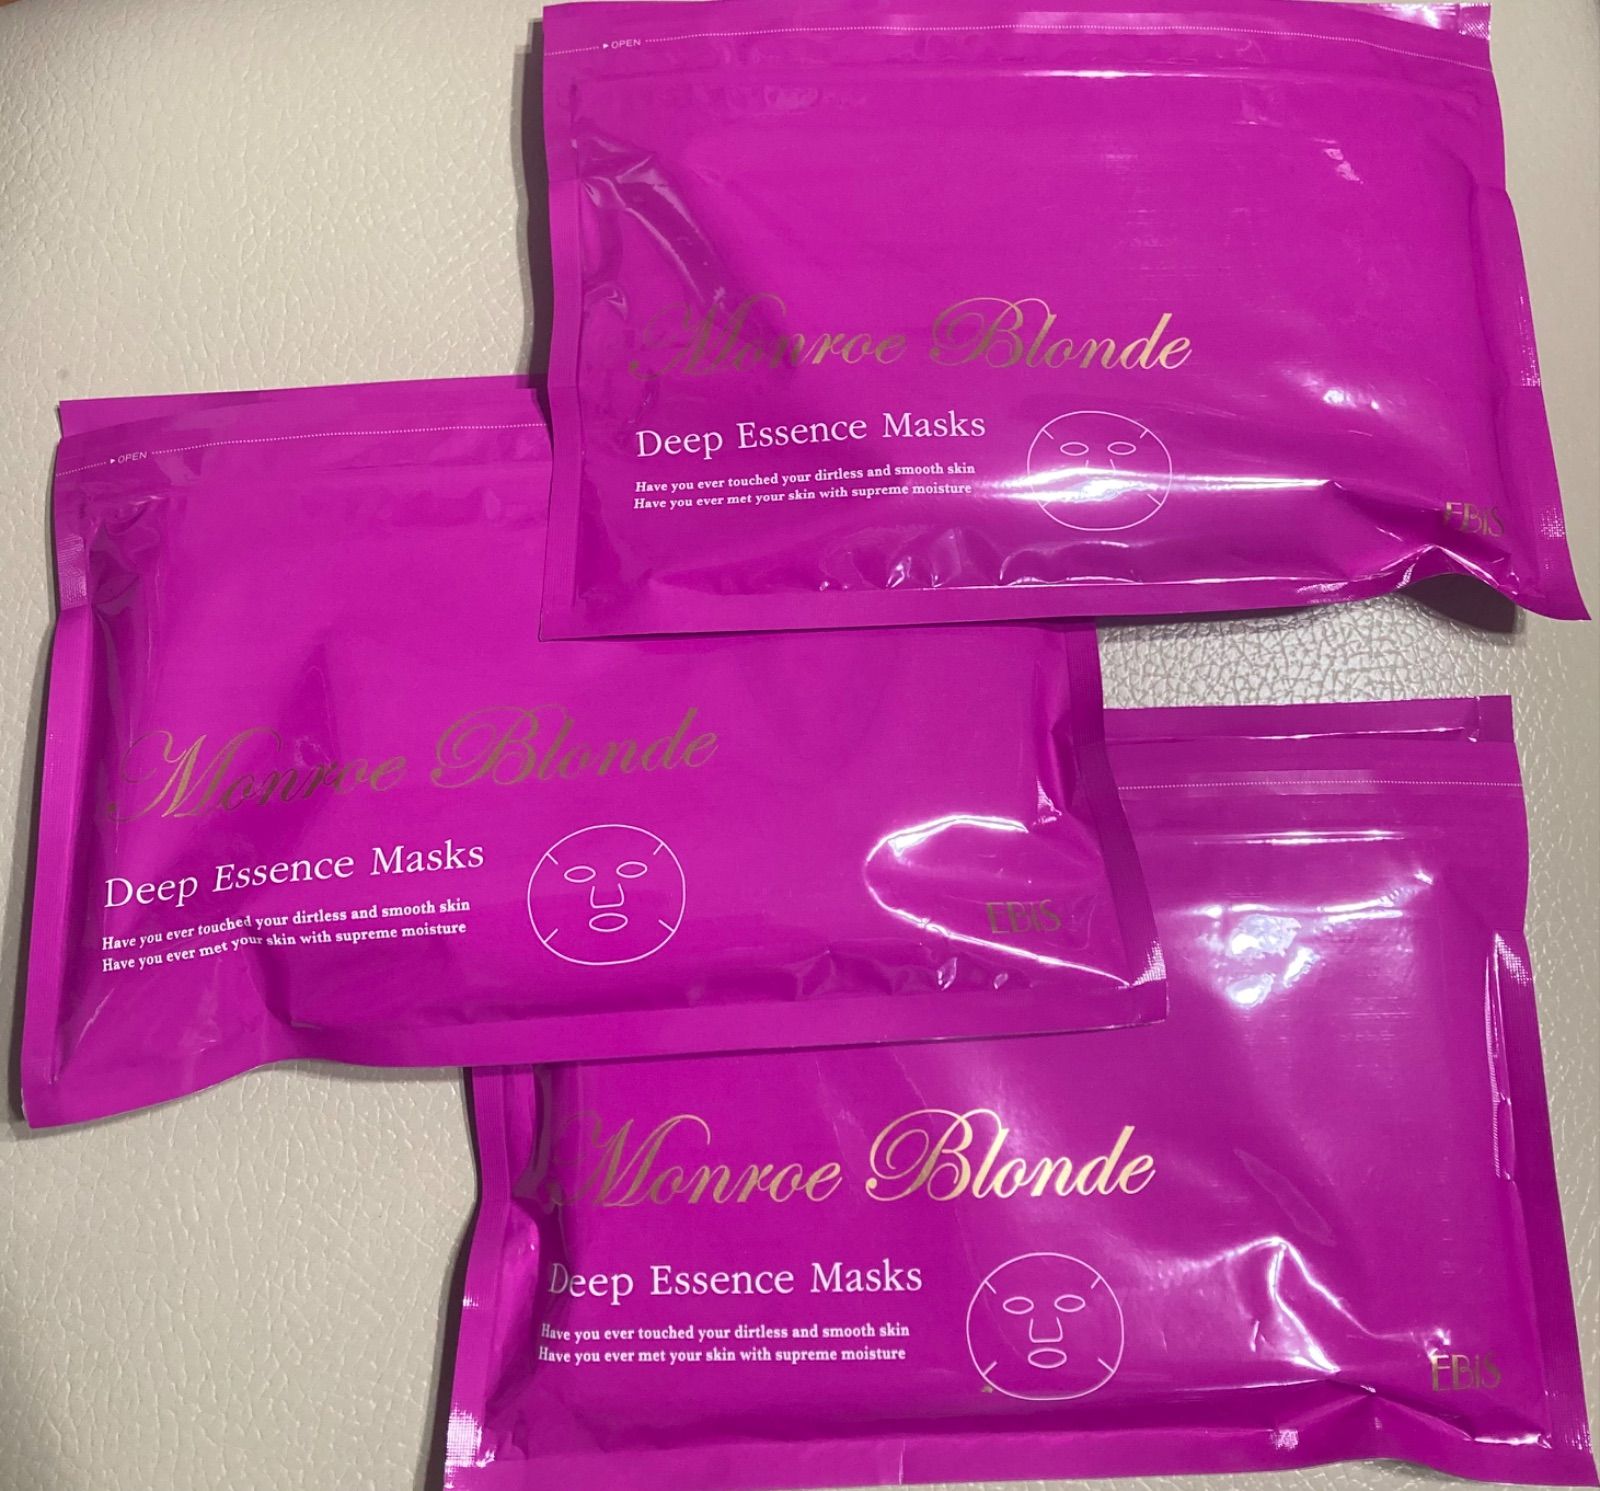 ▸OPEN
Monroe Blonde
Deep Essence Masks
Have you ever touched your dirtless and smooth skin
Have you ever met your skin with supreme moisture
EBiS
▸OPEN
Monroe Blonde
Deep Essence Masks
Have you ever touched your dirtless and smooth skin
Have you ever met your skin with supreme moisture
EBiS
Monroe Blonde
Deep Essence Masks
Have you ever touched your dirtless and smooth skin
Have you ever met your skin with supreme moisture
EBiS